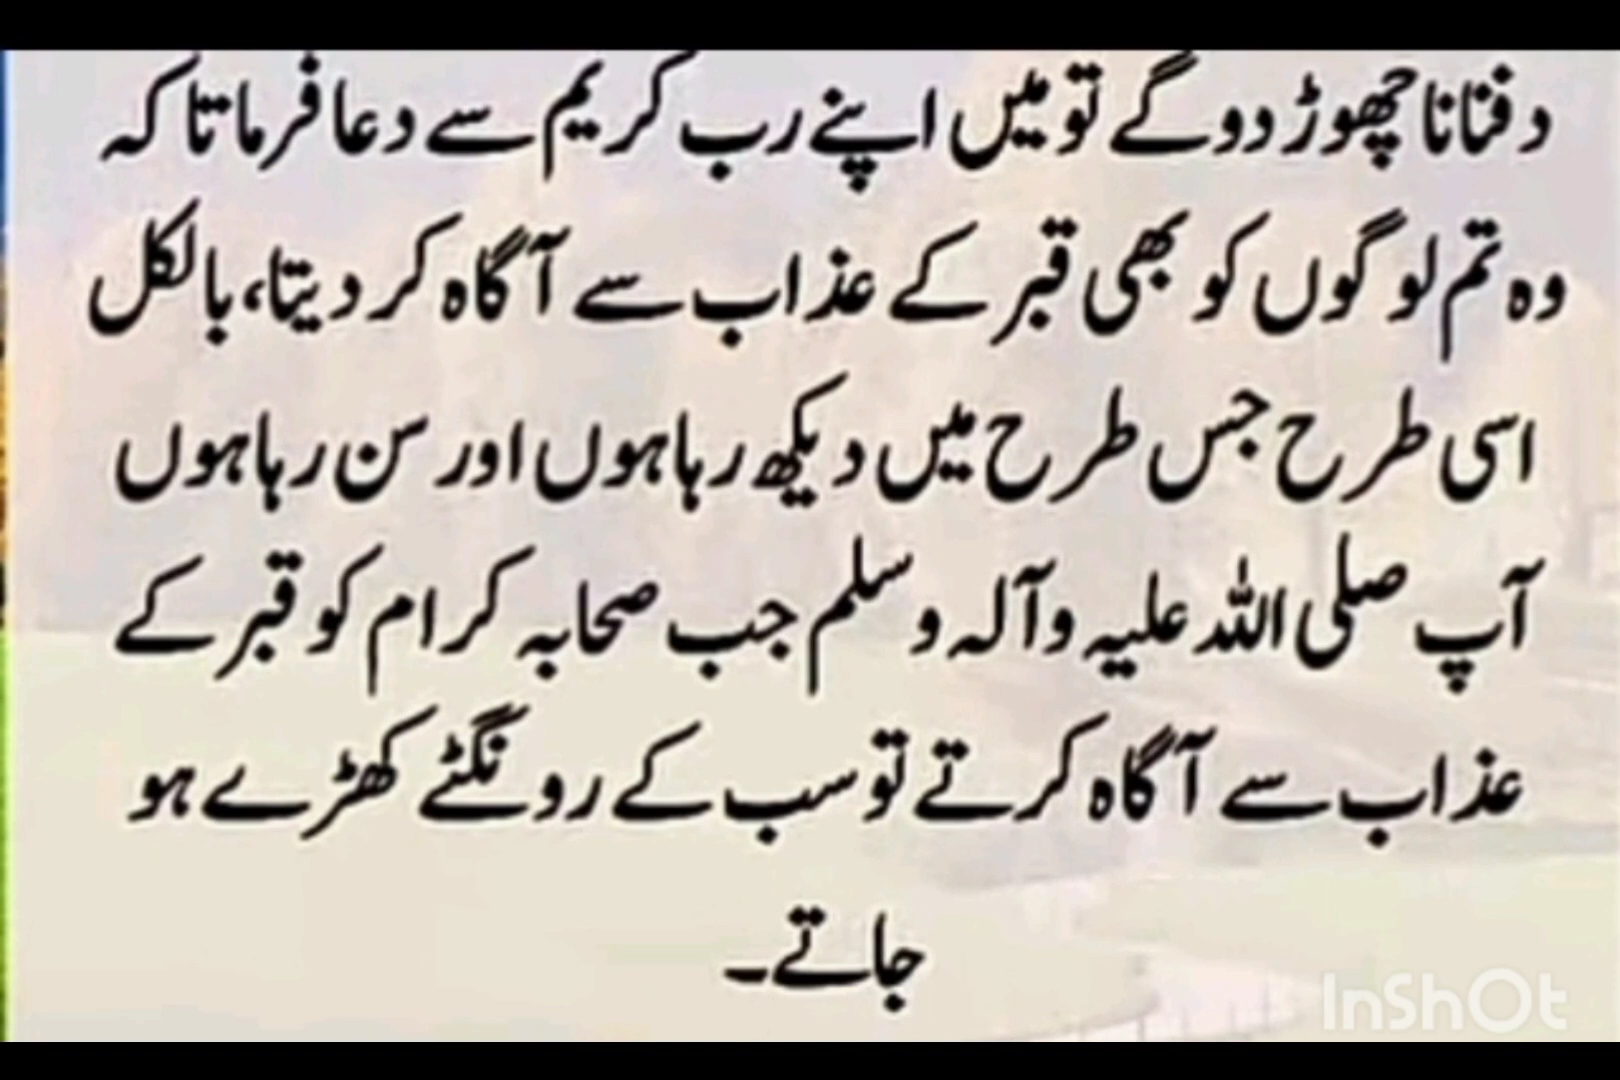 دفنانا چھوڑ دو گے تو میں اپنے رب کریم سے دعا فرماتا کہ
وہ تم لوگوں کو بھی قبر کے عذاب سے آگاہ کر دیتا، بالکل
اسی طرح جس طرح میں دیکھ رہا ہوں اور سن رہا ہوں
آپ صلی اللہ علیہ وآلہ وسلم جب صحابہ کرام کو قبر کے
عذاب سے آگاہ کرتے تو سب کے رونگٹے کھڑے ہو
جاتے۔
InShOt